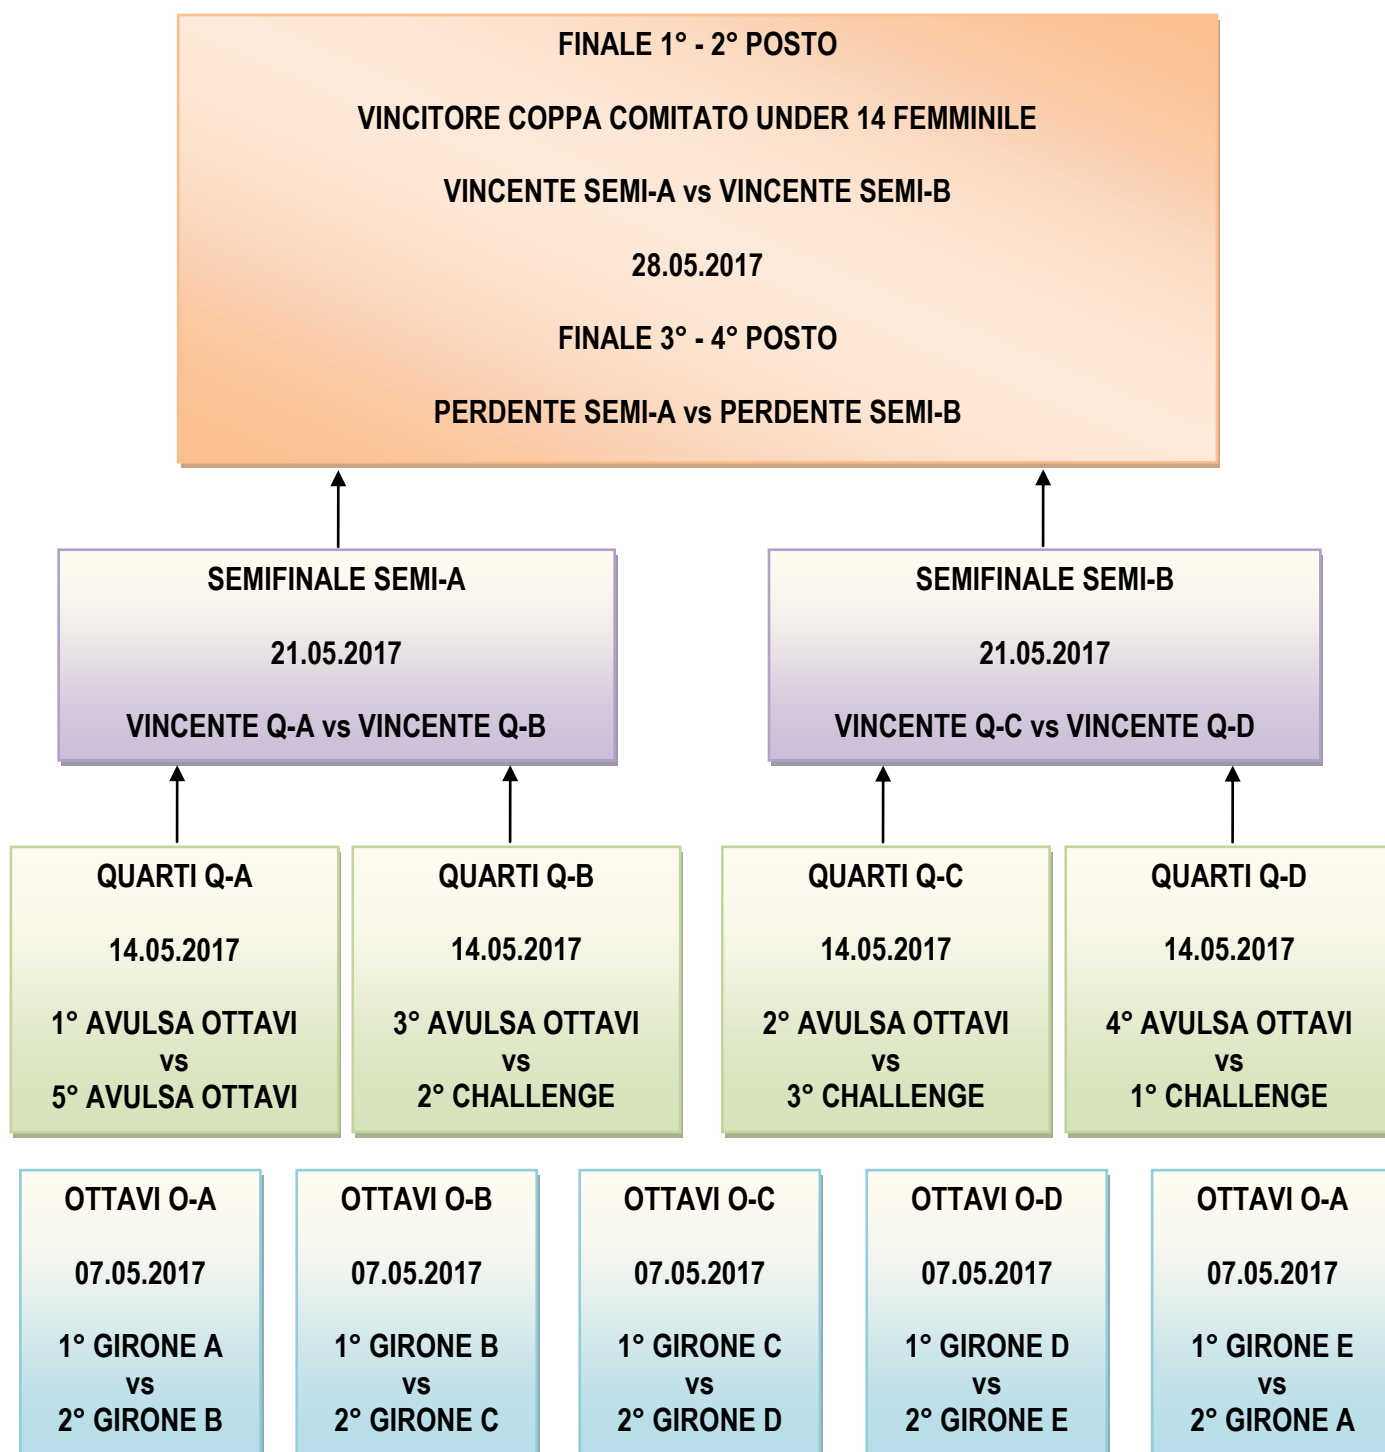 FINALE 1° - 2° POSTO
VINCITORE COPPA COMITATO UNDER 14 FEMMINILE
VINCENTE SEMI-A vs VINCENTE SEMI-B
28.05.2017
FINALE 3° - 4° POSTO
PERDENTE SEMI-A vs PERDENTE SEMI-B
SEMIFINALE SEMI-A
21.05.2017
VINCENTE Q-A vs VINCENTE Q-B
SEMIFINALE SEMI-B
21.05.2017
VINCENTE Q-C vs VINCENTE Q-D
QUARTI Q-A
14.05.2017
1° AVULSA OTTAVI
vs
5° AVULSA OTTAVI
QUARTI Q-B
14.05.2017
3° AVULSA OTTAVI
vs
2° CHALLENGE
QUARTI Q-C
14.05.2017
2° AVULSA OTTAVI
vs
3° CHALLENGE
QUARTI Q-D
14.05.2017
4° AVULSA OTTAVI
vs
1° CHALLENGE
OTTAVI O-A
07.05.2017
1° GIRONE A
vs
2° GIRONE B
OTTAVI O-B
07.05.2017
1° GIRONE B
vs
2° GIRONE C
OTTAVI O-C
07.05.2017
1° GIRONE C
vs
2° GIRONE D
OTTAVI O-D
07.05.2017
1° GIRONE D
vs
2° GIRONE E
OTTAVI O-A
07.05.2017
1° GIRONE E
vs
2° GIRONE A